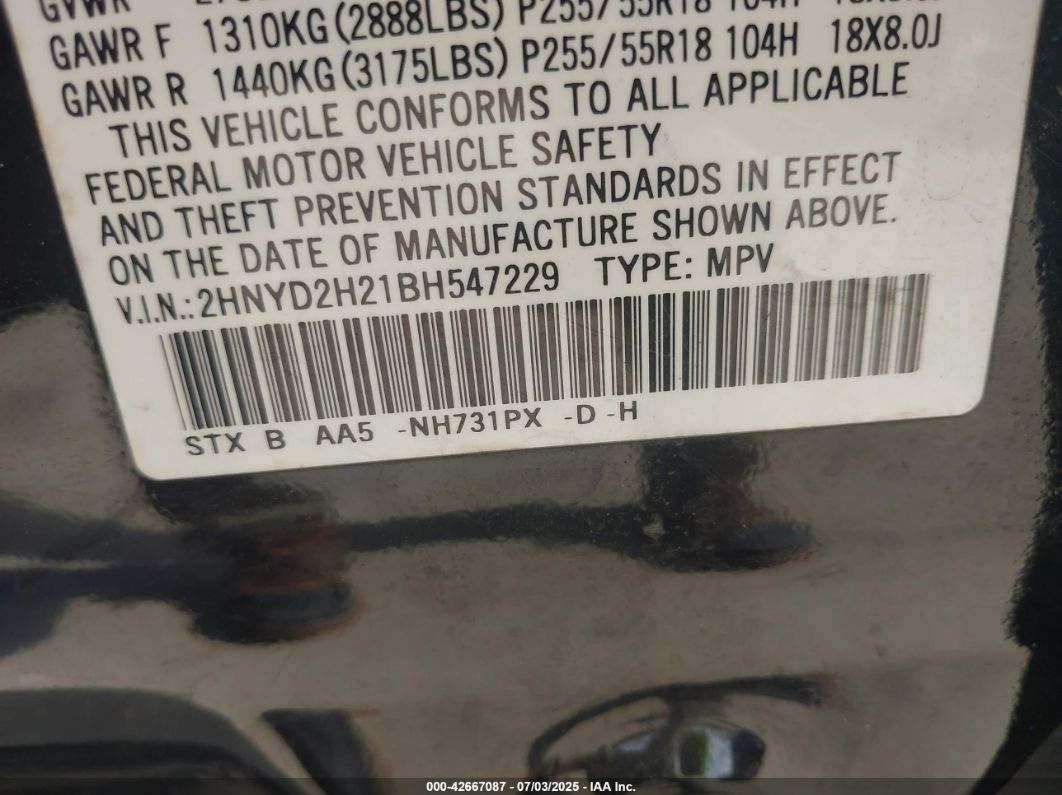 GVWR
GAWR F 1310KG(2888LBS) P255/55R18 104H
GAWR R 1440KG(3175LBS) P255/55R18 104H 18X8.0J
THIS VEHICLE CONFORMS TO ALL APPLICABLE
FEDERAL MOTOR VEHICLE SAFETY
AND THEFT PREVENTION STANDARDS IN EFFECT
ON THE DATE OF MANUFACTURE SHOWN ABOVE.
V.I.N.:2HNYD2H21BH547229 TYPE: MPV
STX B AA5 -NH731PX -D -H
000-42667087 - 07/03/2025 - IAA Inc.